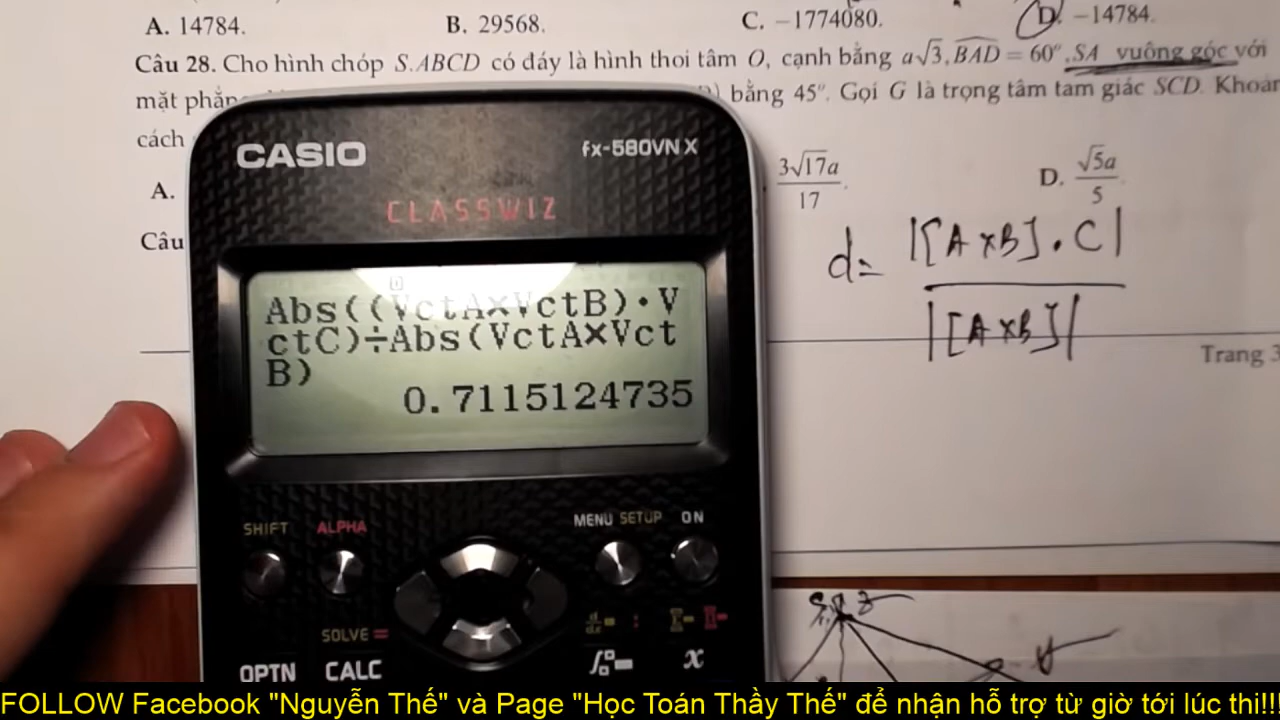 A. 14784. B. 29568. C. −1774080. D. −14784.
Câu 28. Cho hình chóp S.ABCD có đáy là hình thoi tâm O, cạnh bằng a√3, BAD = 60°, SA vuông góc với
mặt phẳng bằng 45°. Gọi G là trọng tâm tam giác SCD. Khoản
cách
A. 3√17a/17. D. √5a/5.
Câu
d = |[A×B].C| / |[A×B]|
Trang 3
CASIO fx-580VN X
CLASSWIZ
Abs((VctA×VctB)•V
ctC)÷Abs(VctA×Vct
B)
0.7115124735
SHIFT ALPHA MENU SETUP ON
SOLVE =
OPTN CALC x
FOLLOW Facebook "Nguyễn Thế" và Page "Học Toán Thầy Thế" để nhận hỗ trợ từ giờ tới lúc thi!!!